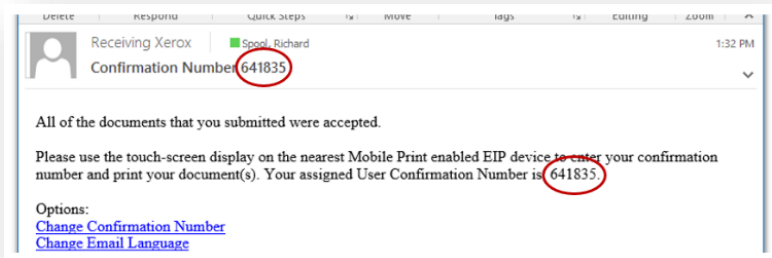 Delete Respond Quick Steps Move Tags Editing Zoom
Receiving Xerox Spool, Richard 1:32 PM
Confirmation Number 641835
All of the documents that you submitted were accepted.
Please use the touch-screen display on the nearest Mobile Print enabled EIP device to enter your confirmation
number and print your document(s). Your assigned User Confirmation Number is 641835.
Options:
Change Confirmation Number
Change Email Language